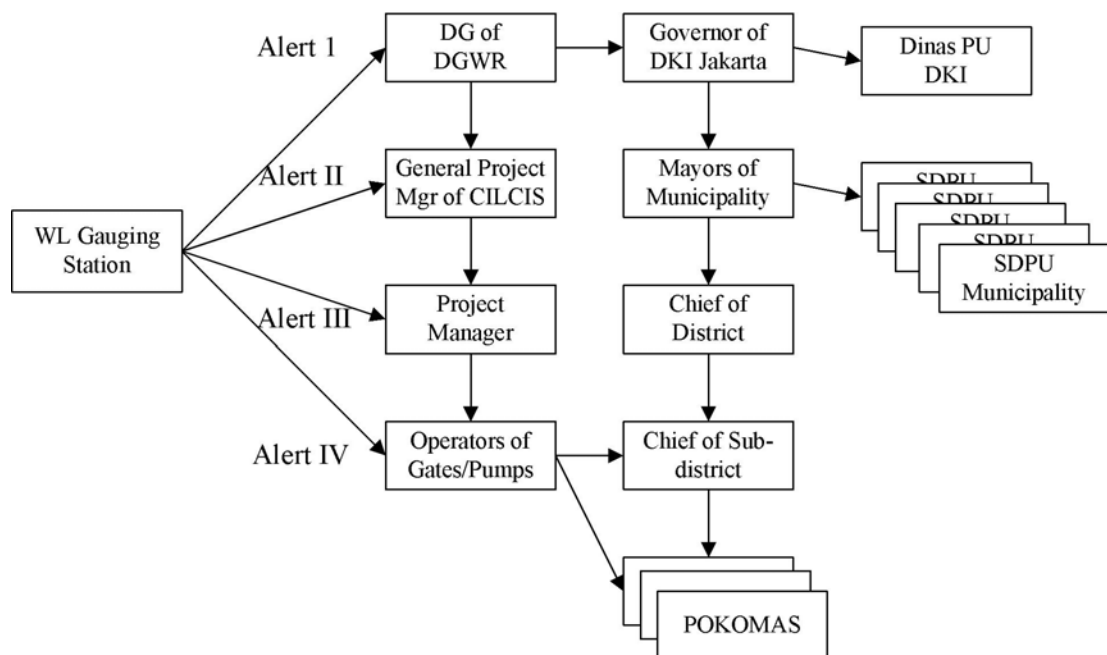 Alert 1
DG of
DGWR
Governor of
DKI Jakarta
Dinas PU
DKI
Alert II
General Project
Mgr of CILCIS
Mayors of
Municipality
SDPU
SDPU
SDPU
SDPU
SDPU
Municipality
WL Gauging
Station
Alert III
Project
Manager
Chief of
District
Alert IV
Operators of
Gates/Pumps
Chief of Sub-
district
POKOMAS